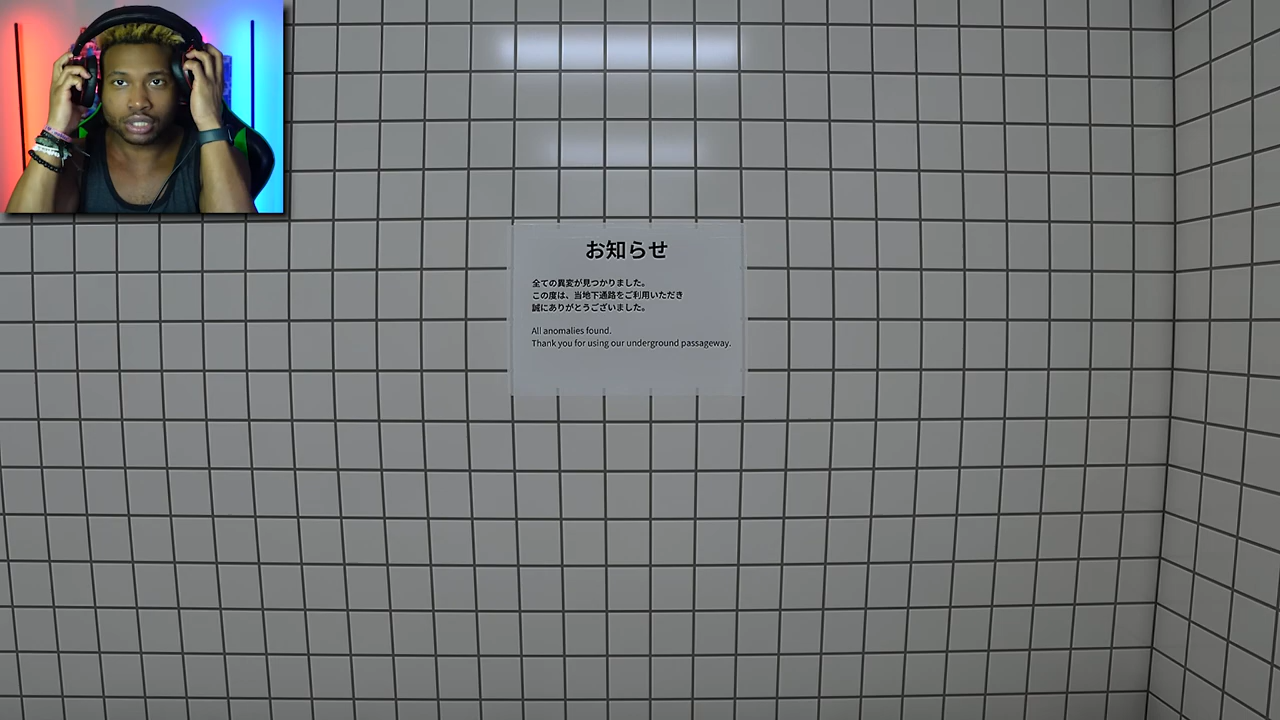 お知らせ
全ての異変が見つかりました。
この度は、当地下通路をご利用いただき
誠にありがとうございました。
All anomalies found.
Thank you for using our underground passageway.